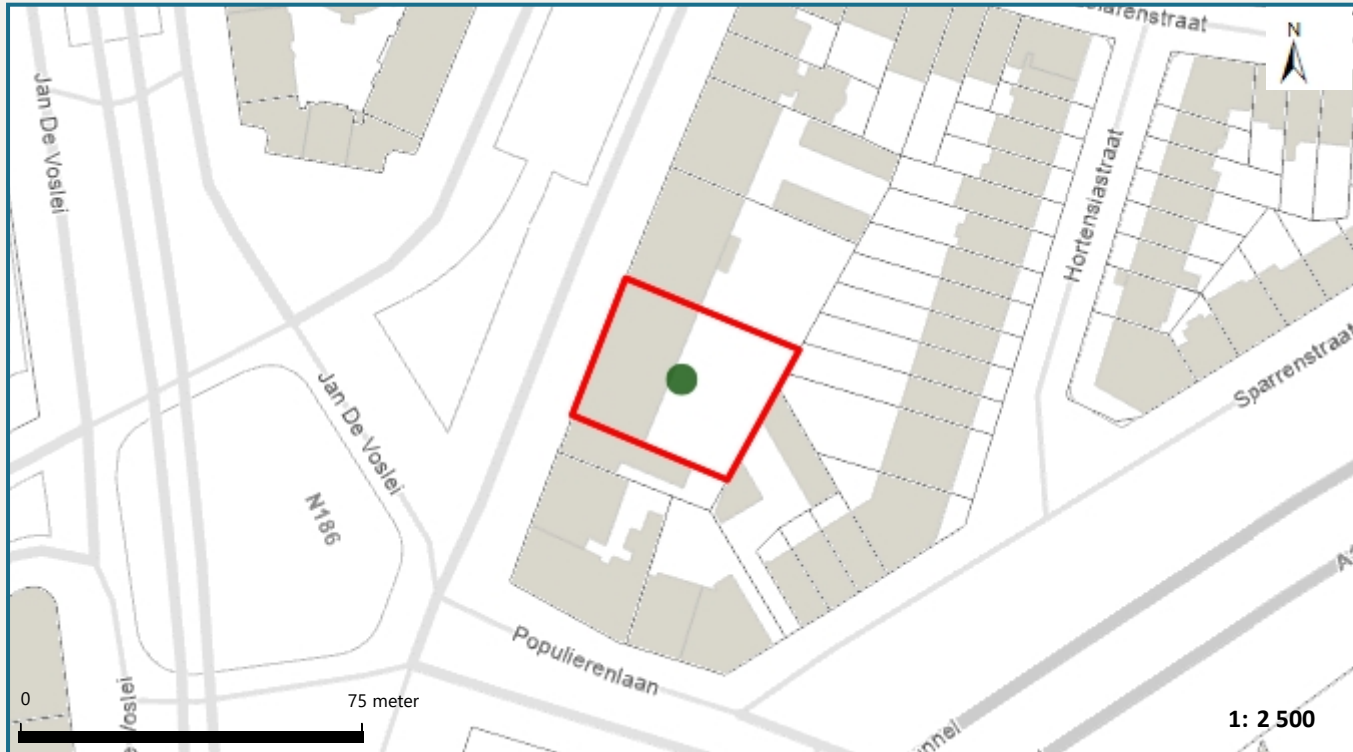 N
Jan De Voslei
Hortensiastraat
Sparrenstraat
Jan De Voslei
N186
Populierenlaan
0
75 meter
1: 2 500